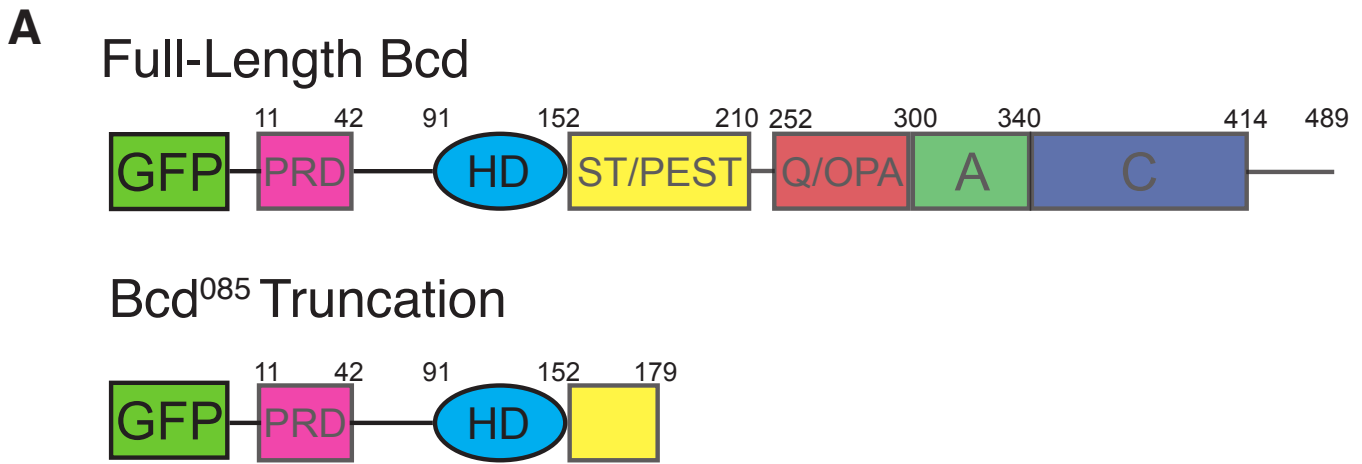 A
Full-Length Bcd
11 42 91 152 210 252 300 340 414 489
GFP PRD HD ST/PEST Q/OPA A C
Bcd⁰⁸⁵ Truncation
11 42 91 152 179
GFP PRD HD